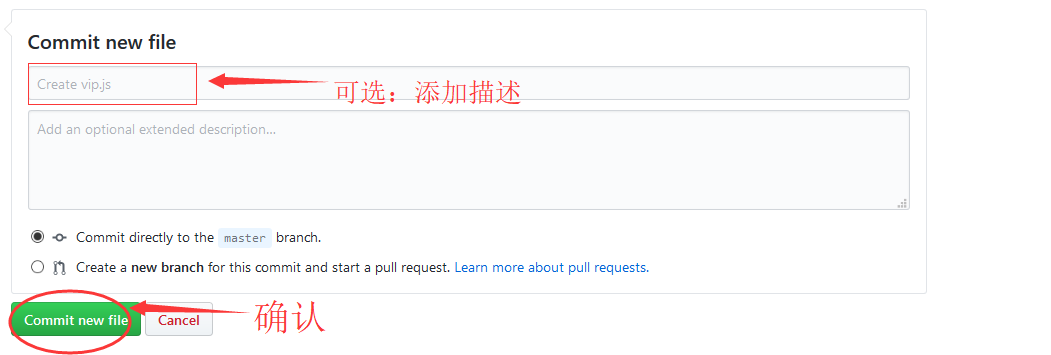 Commit new file
Create vip.js
可选：添加描述
Add an optional extended description...
Commit directly to the master branch.
Create a new branch for this commit and start a pull request. Learn more about pull requests.
Commit new file
Cancel
确认